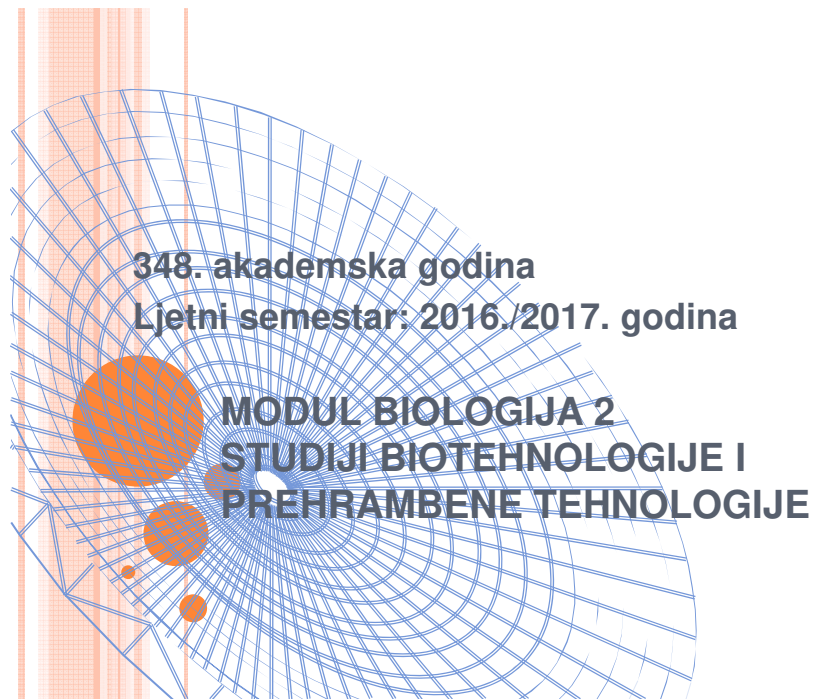 348. akademska godina
Ljetni semestar: 2016./2017. godina
MODUL BIOLOGIJA 2
STUDIJI BIOTEHNOLOGIJE I
PREHRAMBENE TEHNOLOGIJE